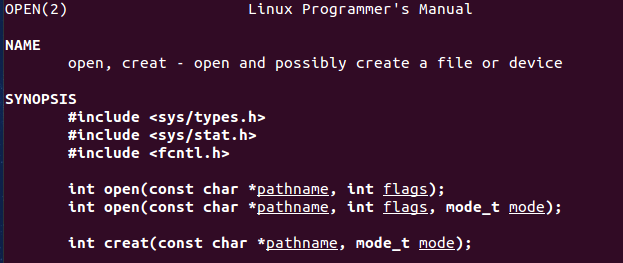 OPEN(2) Linux Programmer's Manual
NAME
open, creat - open and possibly create a file or device
SYNOPSIS
#include <sys/types.h>
#include <sys/stat.h>
#include <fcntl.h>
int open(const char *pathname, int flags);
int open(const char *pathname, int flags, mode_t mode);
int creat(const char *pathname, mode_t mode);